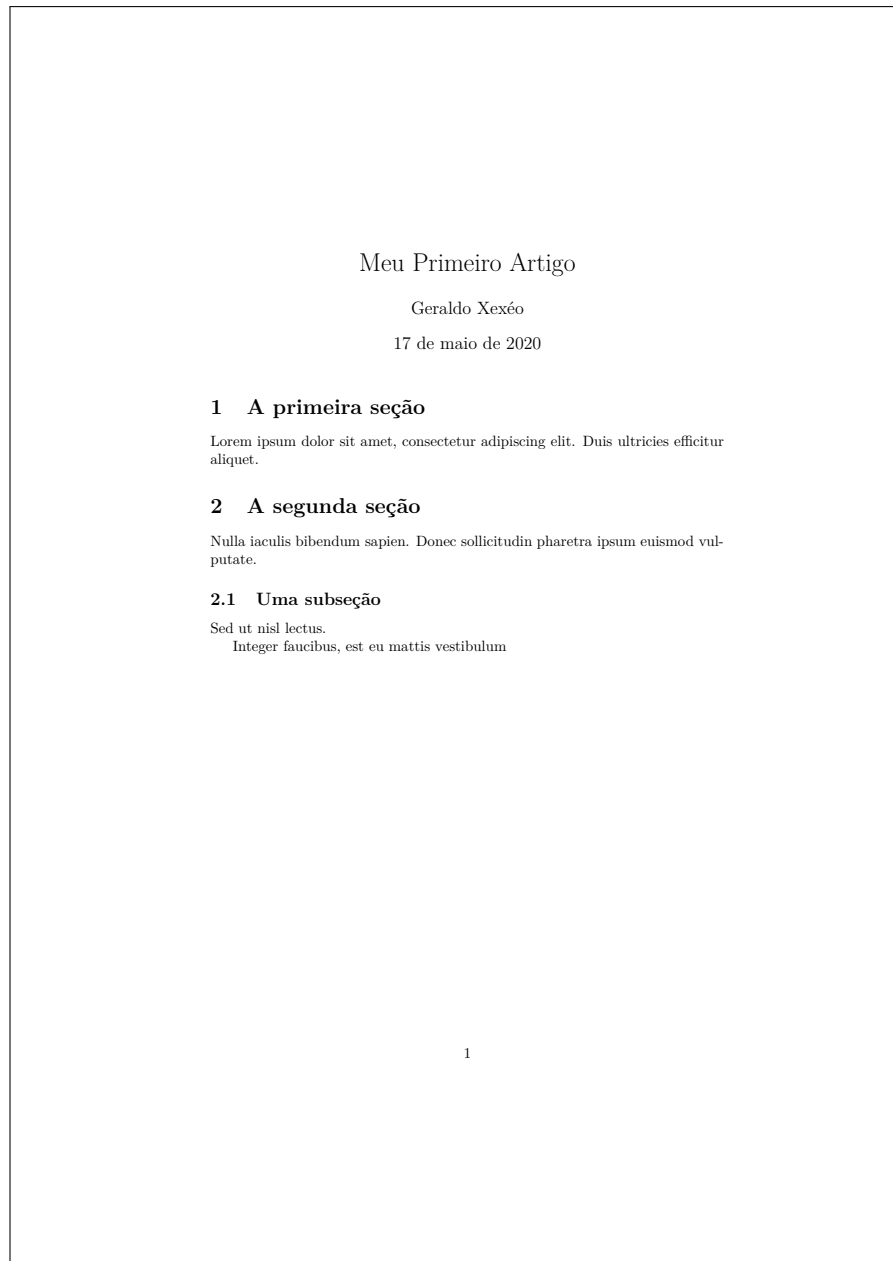 Meu Primeiro Artigo
Geraldo Xexéo
17 de maio de 2020
1 A primeira seção
Lorem ipsum dolor sit amet, consectetur adipiscing elit. Duis ultricies efficitur
aliquet.
2 A segunda seção
Nulla iaculis bibendum sapien. Donec sollicitudin pharetra ipsum euismod vul-
putate.
2.1 Uma subseção
Sed ut nisl lectus.
Integer faucibus, est eu mattis vestibulum
1